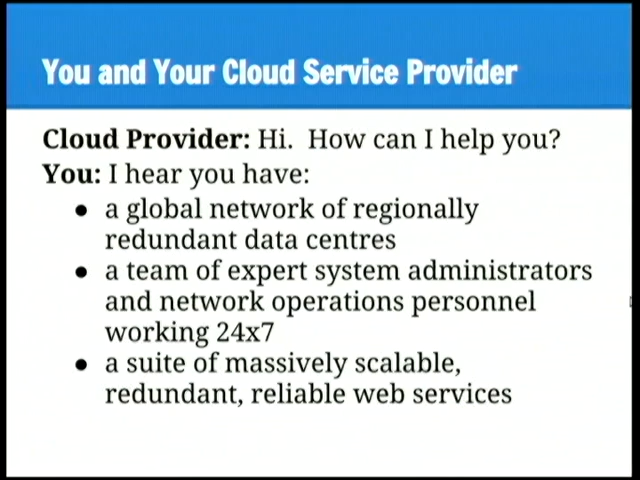 You and Your Cloud Service Provider
Cloud Provider: Hi.  How can I help you?
You: I hear you have:
● a global network of regionally
redundant data centres
● a team of expert system administrators
and network operations personnel
working 24x7
● a suite of massively scalable,
redundant, reliable web services